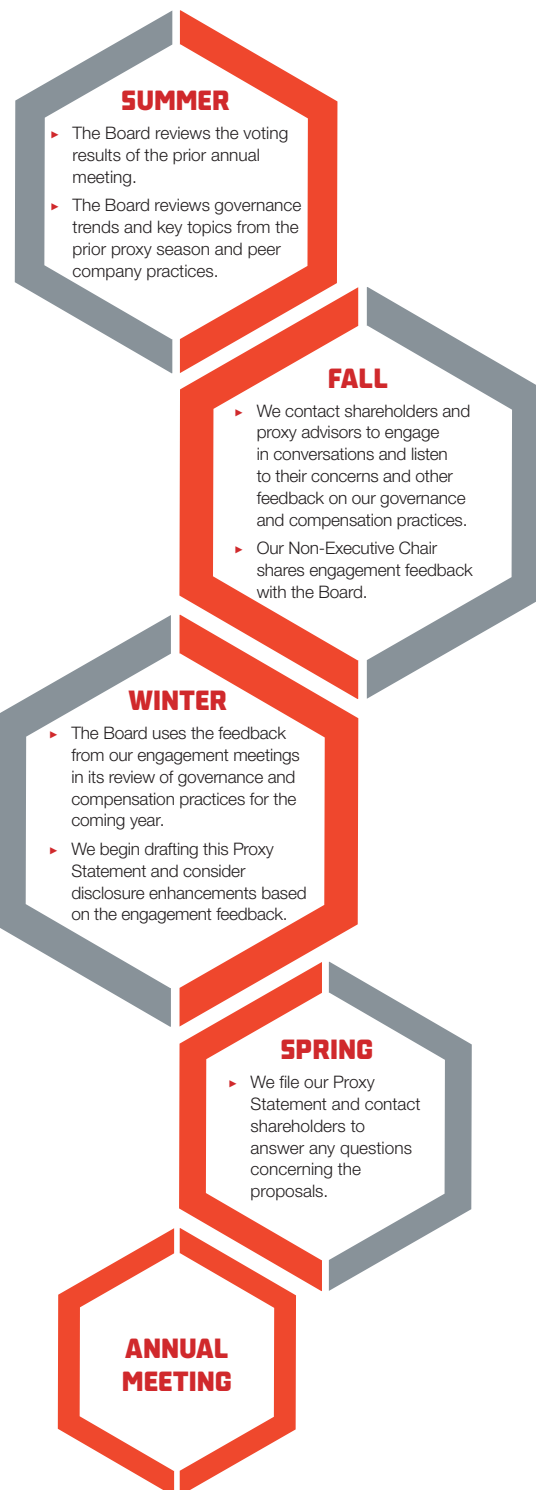 SUMMER
► The Board reviews the voting
results of the prior annual
meeting.
► The Board reviews governance
trends and key topics from the
prior proxy season and peer
company practices.
FALL
► We contact shareholders and
proxy advisors to engage
in conversations and listen
to their concerns and other
feedback on our governance
and compensation practices.
► Our Non-Executive Chair
shares engagement feedback
with the Board.
WINTER
► The Board uses the feedback
from our engagement meetings
in its review of governance and
compensation practices for the
coming year.
► We begin drafting this Proxy
Statement and consider
disclosure enhancements based
on the engagement feedback.
SPRING
► We file our Proxy
Statement and contact
shareholders to
answer any questions
concerning the
proposals.
ANNUAL
MEETING